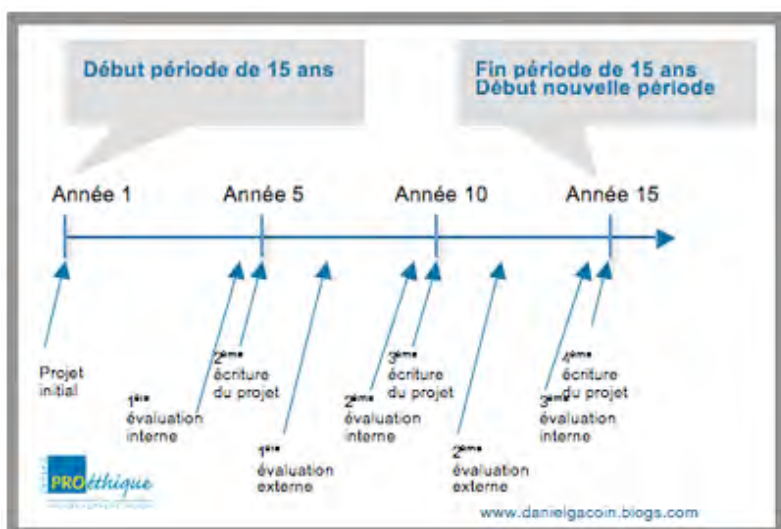 Début période de 15 ans
Fin période de 15 ans
Début nouvelle période
Année 1
Année 5
Année 10
Année 15
Projet
initial
1ère
évaluation
interne
2ème
écriture
du projet
1ère
évaluation
externe
2ème
évaluation
interne
3ème
écriture
du projet
2ème
évaluation
externe
3ème
évaluation
interne
4ème
écriture
du projet
PROéthique
www.danielgacoin.blogs.com